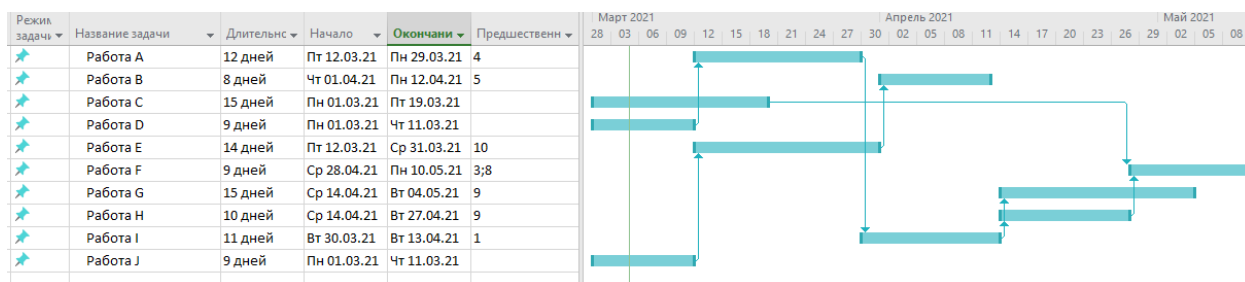 Режим задачи Название задачи Длительнс Начало Окончани Предшественн
Март 2021 Апрель 2021 Май 2021
28 03 06 09 12 15 18 21 24 27 30 02 05 08 11 14 17 20 23 26 29 02 05 08
Работа A 12 дней Пт 12.03.21 Пн 29.03.21 4
Работа B 8 дней Чт 01.04.21 Пн 12.04.21 5
Работа C 15 дней Пн 01.03.21 Пт 19.03.21
Работа D 9 дней Пн 01.03.21 Чт 11.03.21
Работа E 14 дней Пт 12.03.21 Ср 31.03.21 10
Работа F 9 дней Ср 28.04.21 Пн 10.05.21 3;8
Работа G 15 дней Ср 14.04.21 Вт 04.05.21 9
Работа H 10 дней Ср 14.04.21 Вт 27.04.21 9
Работа I 11 дней Вт 30.03.21 Вт 13.04.21 1
Работа J 9 дней Пн 01.03.21 Чт 11.03.21